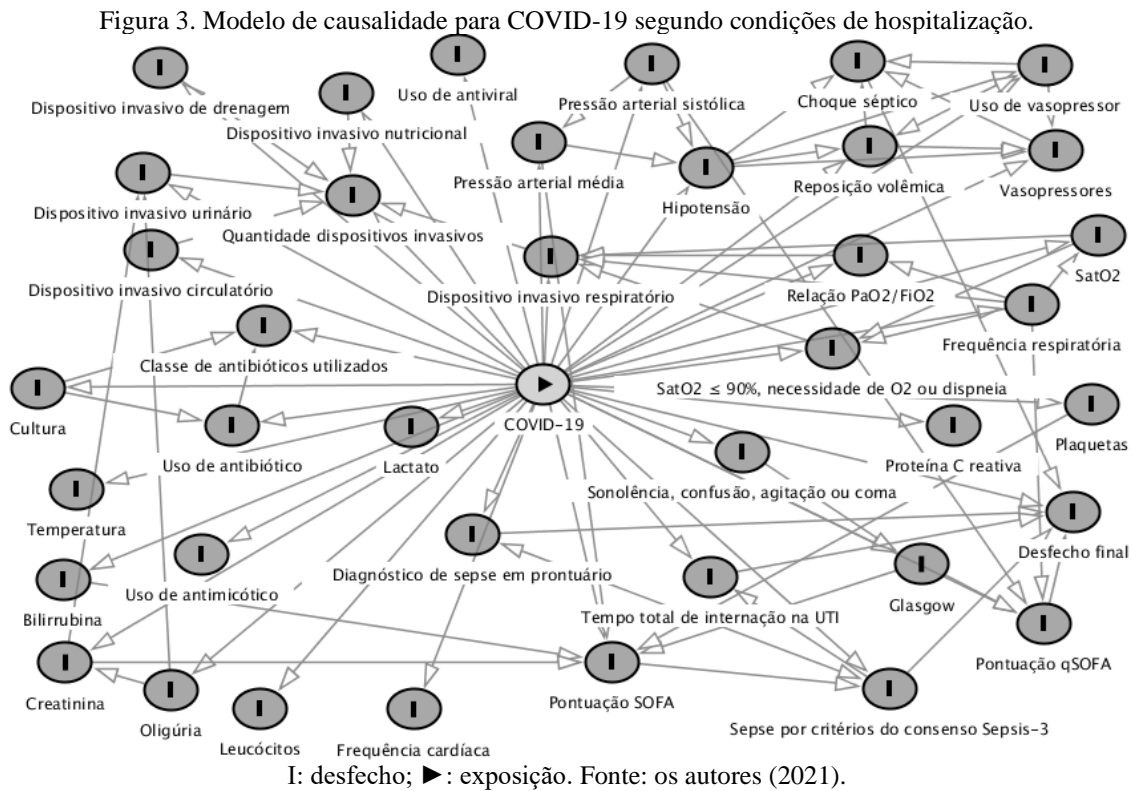 Figura 3. Modelo de causalidade para COVID-19 segundo condições de hospitalização.
I
Dispositivo invasivo de drenagem
I
Dispositivo invasivo nutricional
I
Uso de antiviral
I
Pressão arterial sistólica
I
Choque séptico
I
Uso de vasopressor
I
Pressão arterial média
I
Hipotensão
I
Reposição volêmica
I
Vasopressores
I
Dispositivo invasivo urinário
I
Quantidade dispositivos invasivos
I
Dispositivo invasivo circulatório
I
Dispositivo invasivo respiratório
I
Relação PaO2/FiO2
I
SatO2
I
Frequência respiratória
I
Classe de antibióticos utilizados
I
SatO2 ≤ 90%, necessidade de O2 ou dispneia
I
Cultura
►
COVID-19
I
Plaquetas
I
Uso de antibiótico
I
Lactato
I
Proteína C reativa
I
Sonolência, confusão, agitação ou coma
I
Temperatura
I
Desfecho final
I
Diagnóstico de sepse em prontuário
I
Uso de antimicótico
I
Bilirrubina
I
Tempo total de internação na UTI
I
Glasgow
I
Pontuação qSOFA
I
Creatinina
I
Oligúria
I
Leucócitos
I
Frequência cardíaca
I
Pontuação SOFA
I
Sepse por critérios do consenso Sepsis-3
I: desfecho; ►: exposição. Fonte: os autores (2021).